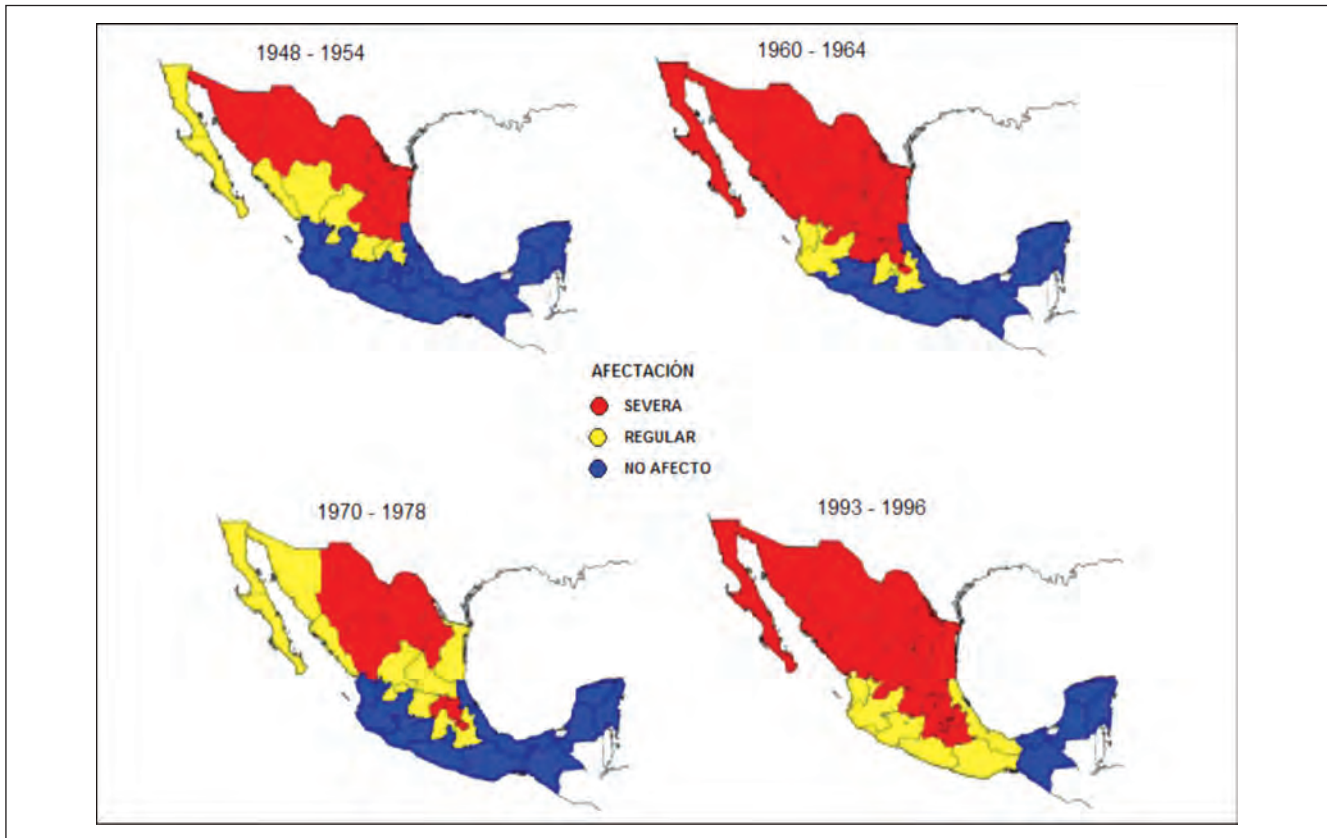 1948 - 1954
1960 - 1964
AFECTACIÓN
SEVERA
REGULAR
NO AFECTO
1970 - 1978
1993 - 1996